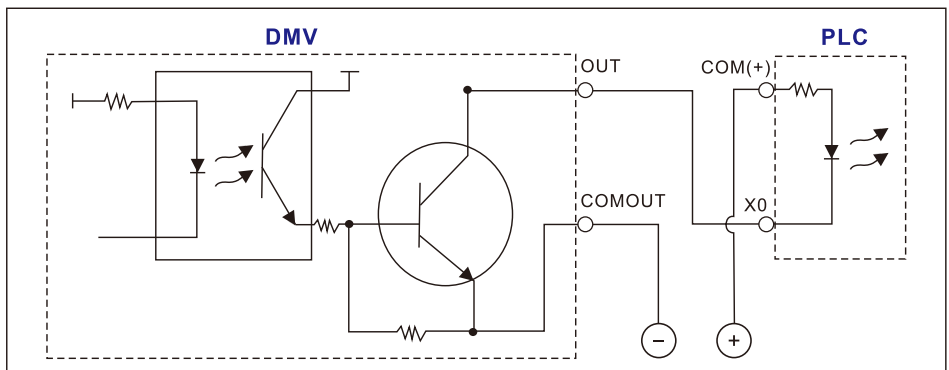 DMV
PLC
OUT
COM(+)
COMOUT
X0
-
+